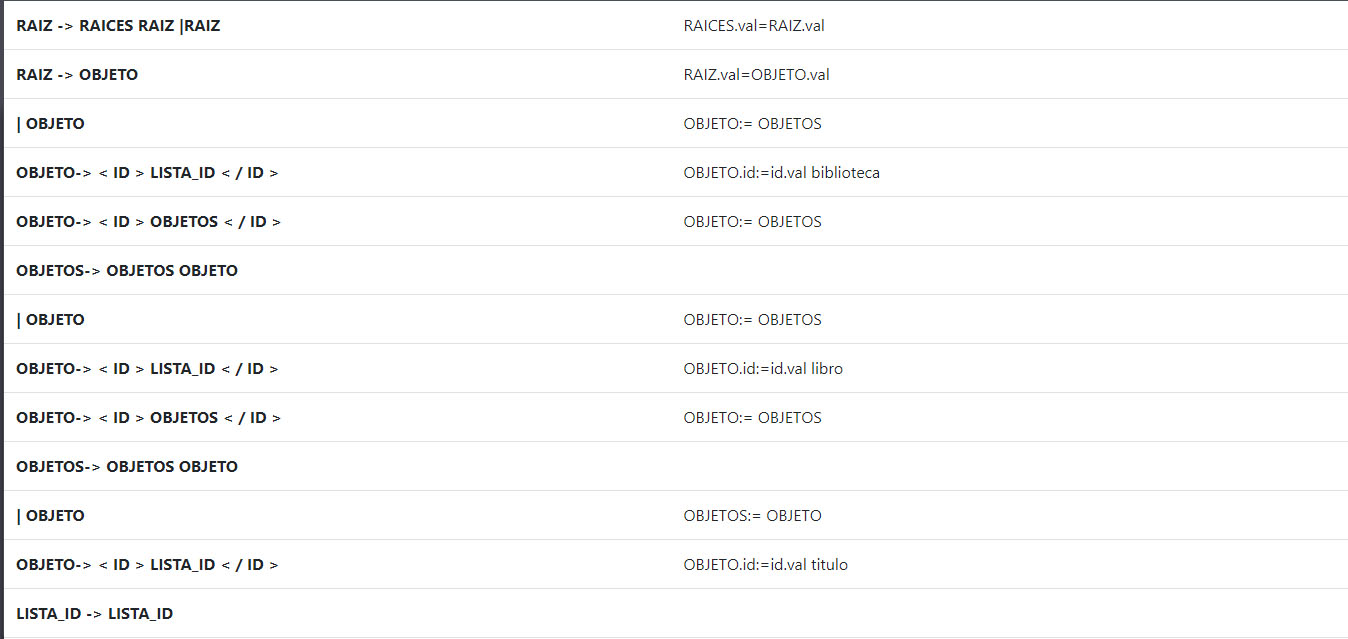 RAIZ -> RAICES RAIZ |RAIZ RAICES.val=RAIZ.val
RAIZ -> OBJETO RAIZ.val=OBJETO.val
| OBJETO OBJETO:= OBJETOS
OBJETO-> < ID > LISTA_ID < / ID > OBJETO.id:=id.val biblioteca
OBJETO-> < ID > OBJETOS < / ID > OBJETO:= OBJETOS
OBJETOS-> OBJETOS OBJETO
| OBJETO OBJETO:= OBJETOS
OBJETO-> < ID > LISTA_ID < / ID > OBJETO.id:=id.val libro
OBJETO-> < ID > OBJETOS < / ID > OBJETO:= OBJETOS
OBJETOS-> OBJETOS OBJETO
| OBJETO OBJETOS:= OBJETO
OBJETO-> < ID > LISTA_ID < / ID > OBJETO.id:=id.val titulo
LISTA_ID -> LISTA_ID